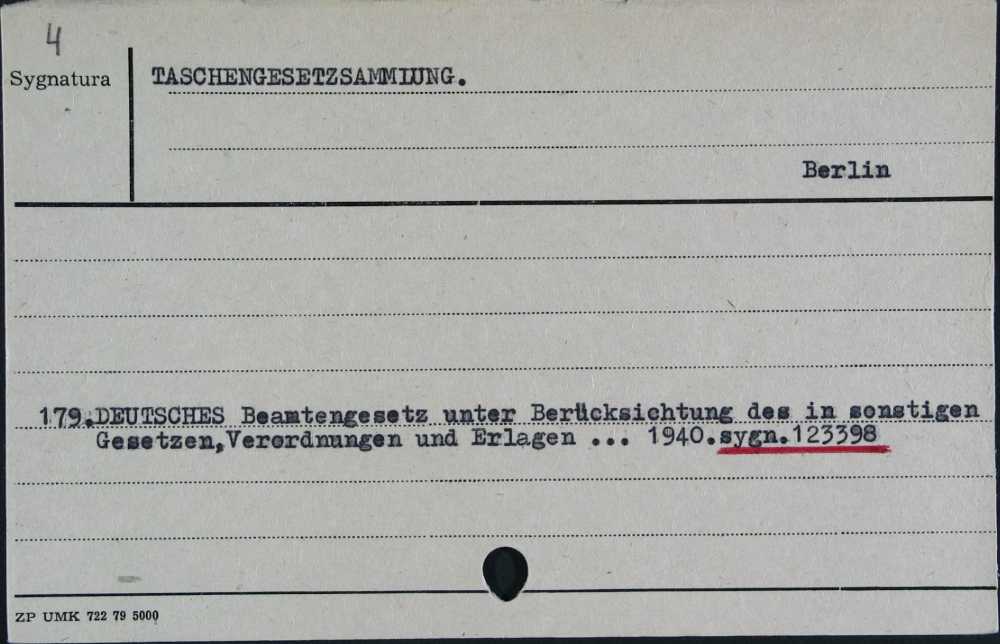 4
Sygnatura
TASCHENGESETZSAMMLUNG.
Berlin
179.DEUTSCHES Beamtengesetz unter Berücksichtung des in sonstigen
Gesetzen,Verordnungen und Erlagen ... 1940.sygn.123398
ZP UMK 722 79 5000